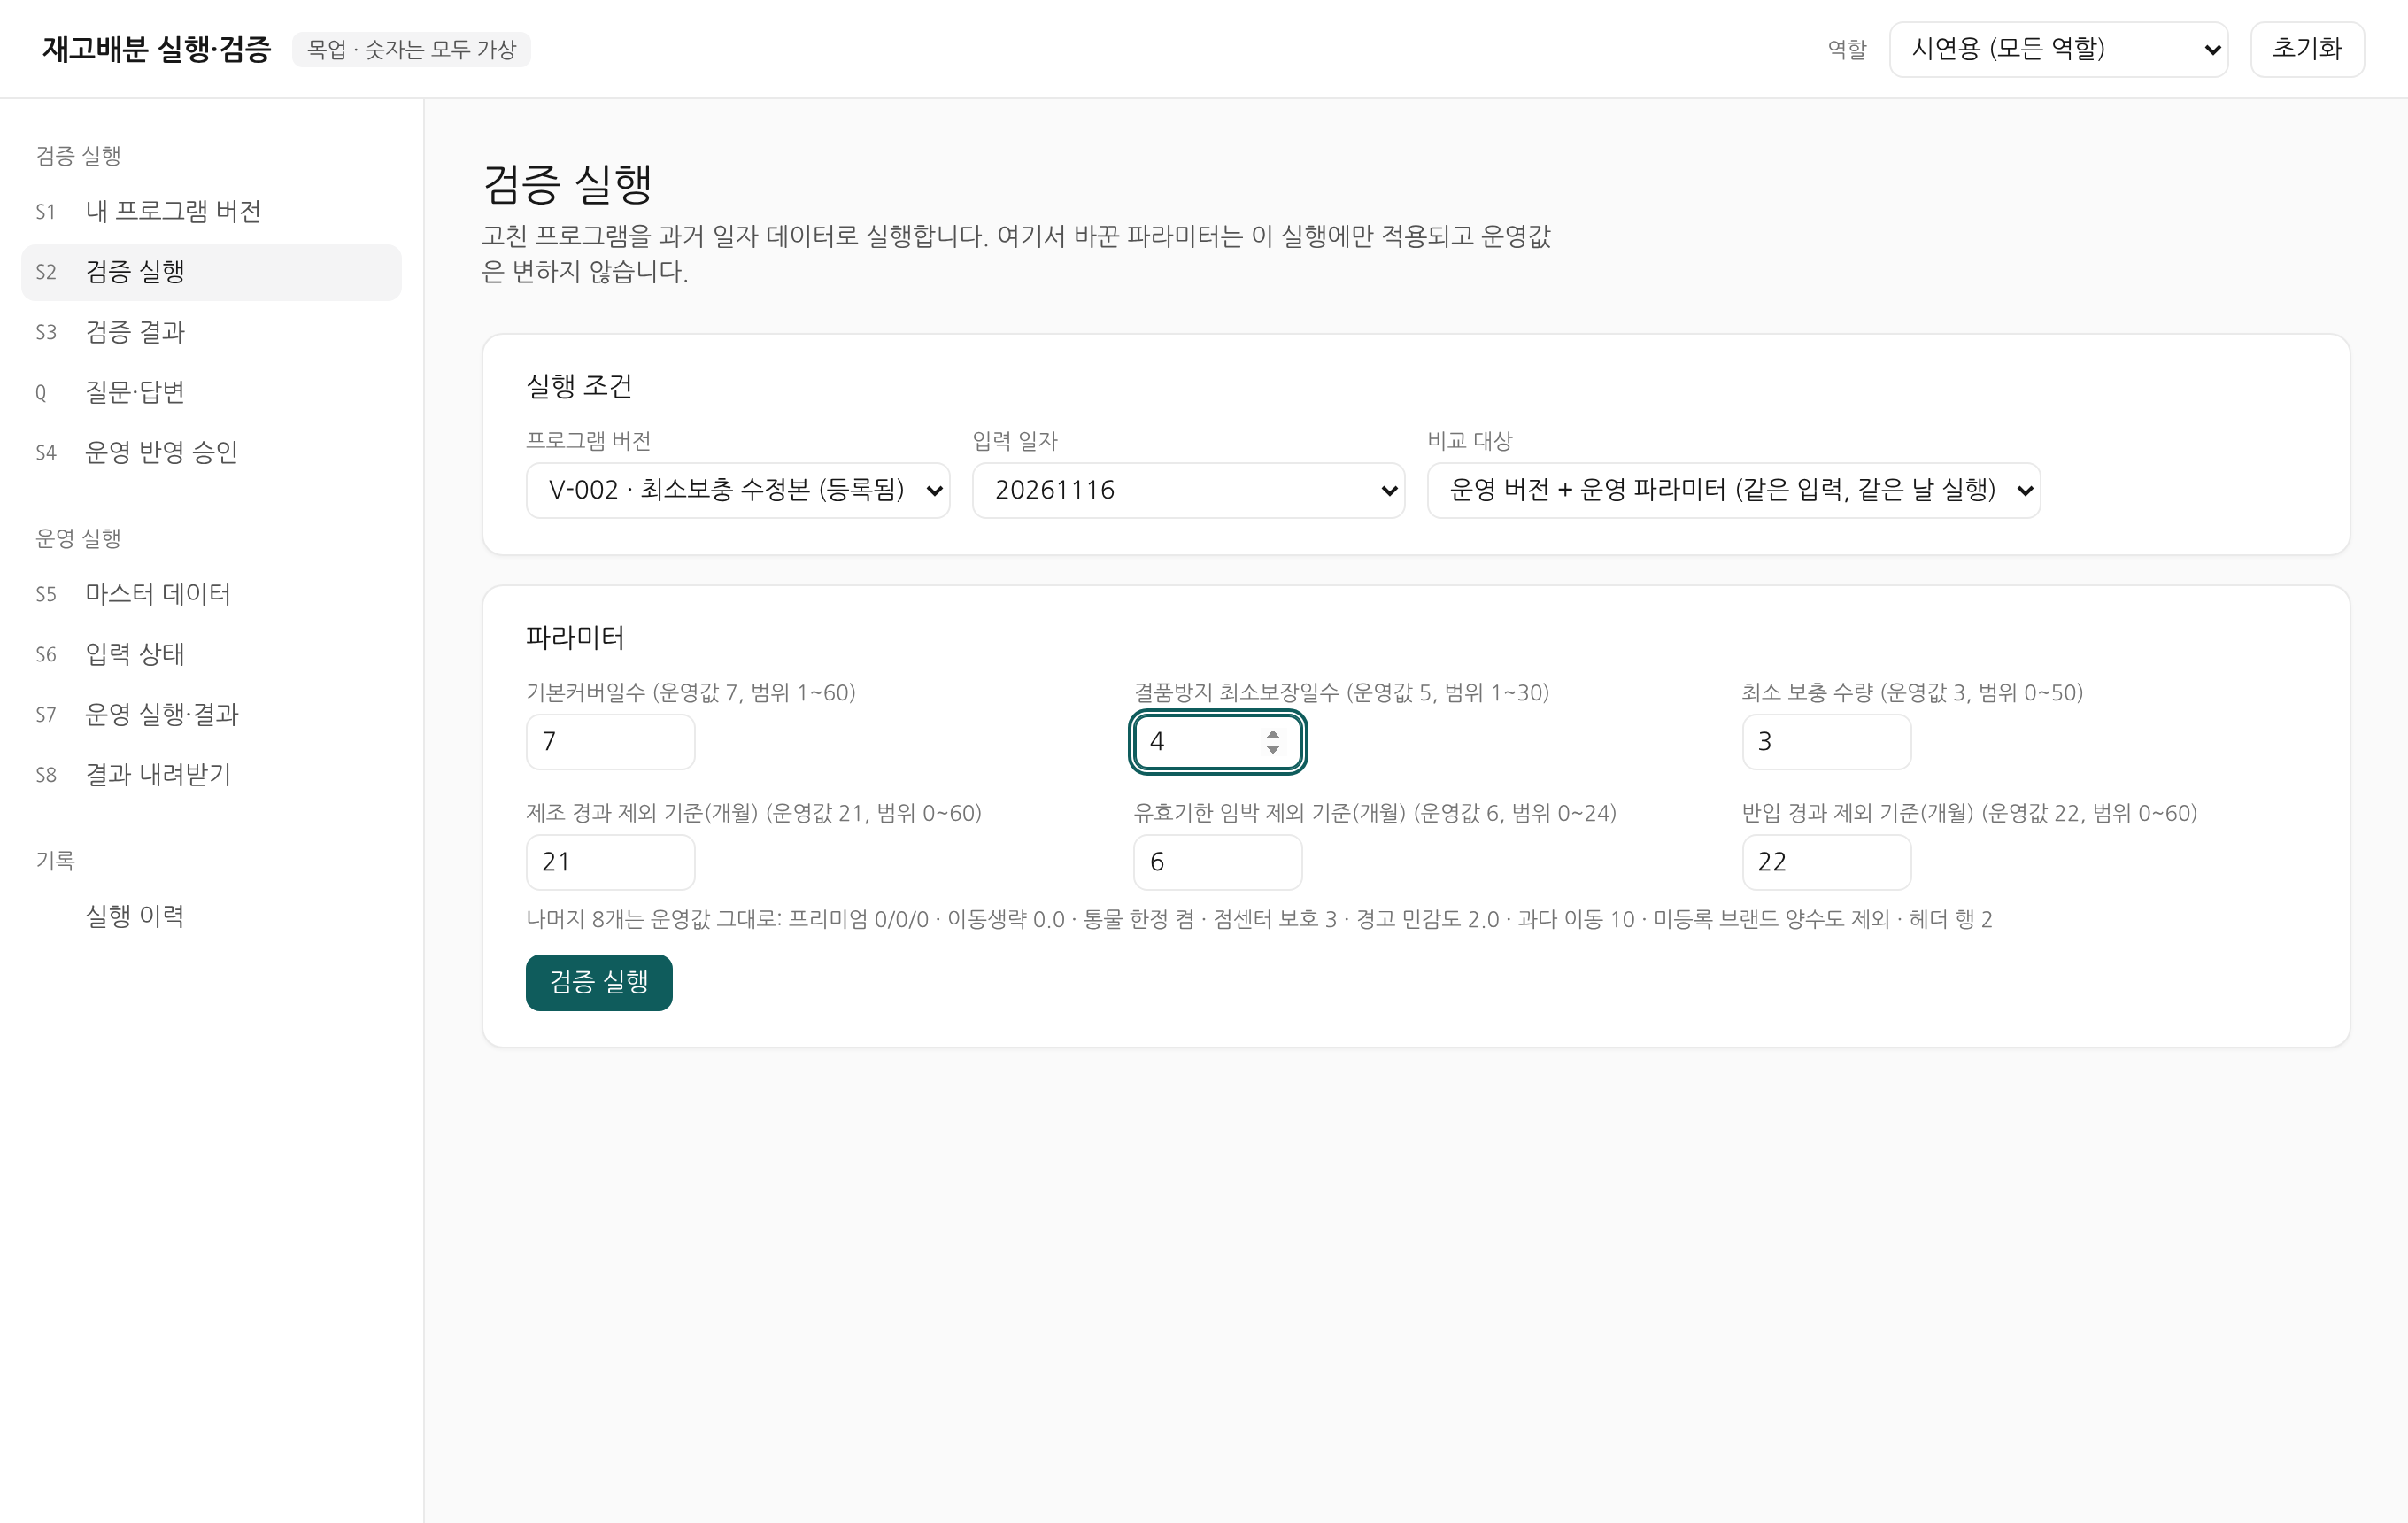 재고배분 실행·검증
목업 · 숫자는 모두 가상
역할
시연용 (모든 역할)
초기화
검증 실행
S1 내 프로그램 버전
S2 검증 실행
S3 검증 결과
Q 질문·답변
S4 운영 반영 승인
운영 실행
S5 마스터 데이터
S6 입력 상태
S7 운영 실행·결과
S8 결과 내려받기
기록
실행 이력
검증 실행
고친 프로그램을 과거 일자 데이터로 실행합니다. 여기서 바꾼 파라미터는 이 실행에만 적용되고 운영값
은 변하지 않습니다.
실행 조건
프로그램 버전
V-002 · 최소보충 수정본 (등록됨)
입력 일자
20261116
비교 대상
운영 버전 + 운영 파라미터 (같은 입력, 같은 날 실행)
파라미터
기본커버일수 (운영값 7, 범위 1~60)
7
결품방지 최소보장일수 (운영값 5, 범위 1~30)
4
최소 보충 수량 (운영값 3, 범위 0~50)
3
제조 경과 제외 기준(개월) (운영값 21, 범위 0~60)
21
유효기한 임박 제외 기준(개월) (운영값 6, 범위 0~24)
6
반입 경과 제외 기준(개월) (운영값 22, 범위 0~60)
22
나머지 8개는 운영값 그대로: 프리미엄 0/0/0 · 이동생략 0.0 · 통물 한정 켬 · 점센터 보호 3 · 경고 민감도 2.0 · 과다 이동 10 · 미등록 브랜드 양수도 제외 · 헤더 행 2
검증 실행